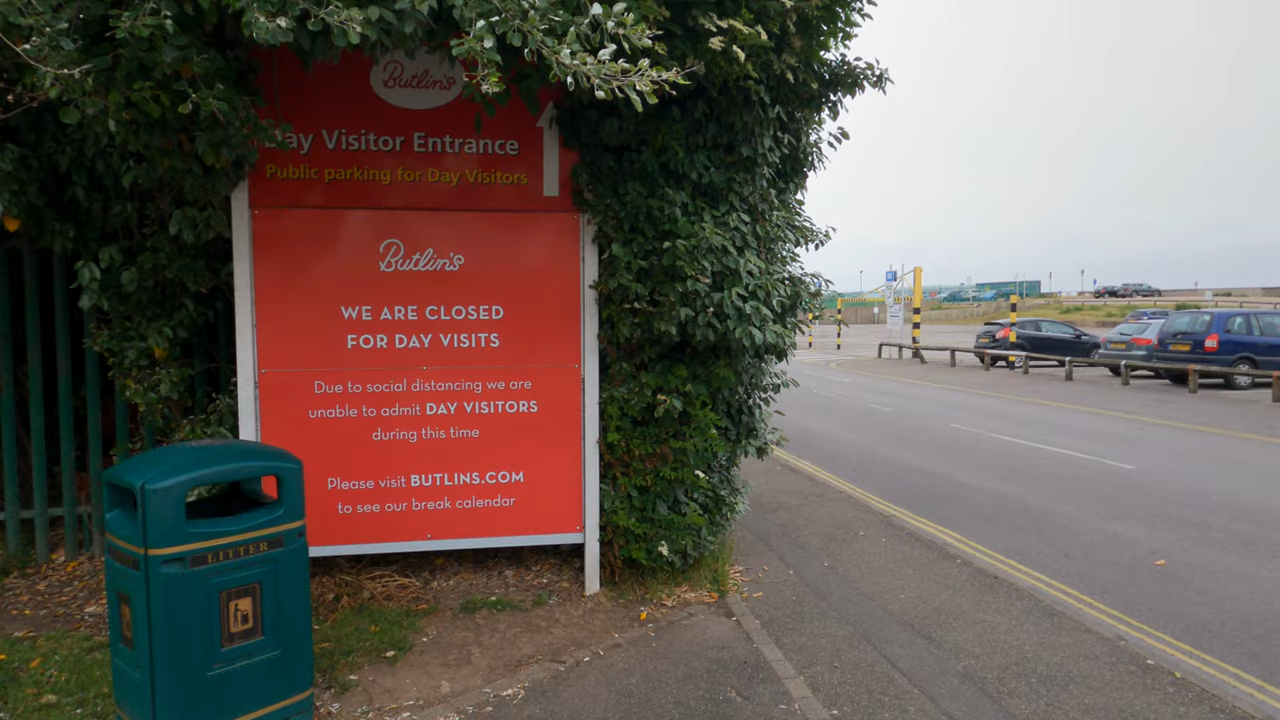 Butlin's
Day Visitor Entrance
Public parking for Day Visitors
Butlin's
WE ARE CLOSED
FOR DAY VISITS
Due to social distancing we are
unable to admit DAY VISITORS
during this time
Please visit BUTLINS.COM
to see our break calendar
LITTER